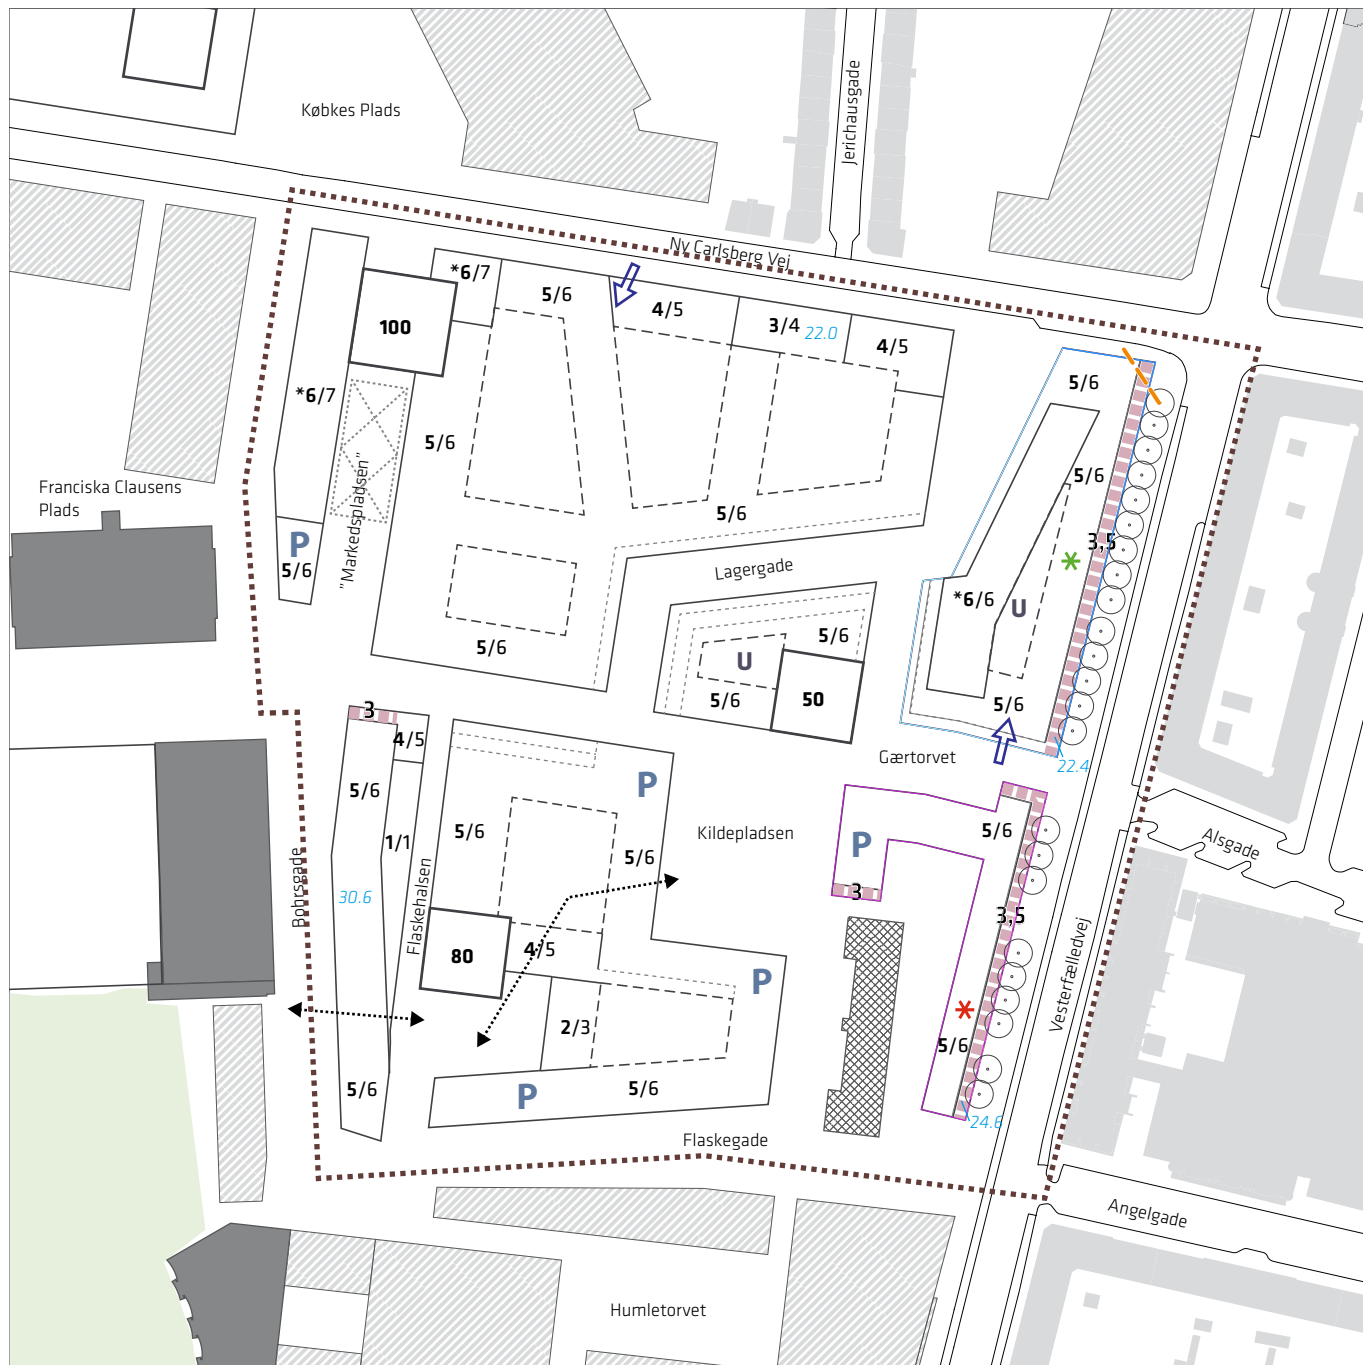 Købkes Plads
Jerichausgade
Ny Carlsberg Vej
*6/7
5/6
4/5
3/4
22.0
4/5
100
5/6
*6/7
5/6
5/6
Franciska Clausens
Plads
"Markedspladsen"
P
5/6
5/6
3,5
Lagergade
*6/6
U
5/6
5/6
U
5/6
50
5/6
3
4/5
Gærtorvet
22.4
5/6
P
1/1
5/6
5/6
Kildepladsen
5/6
P
Alsgade
Bohrsgade
30.6
Flaskehalsen
3
3,5
80
4/5
P
Vesterfælledvej
2/3
5/6
5/6
P
5/6
24.6
Flaskegade
Angelgade
Humletorvet